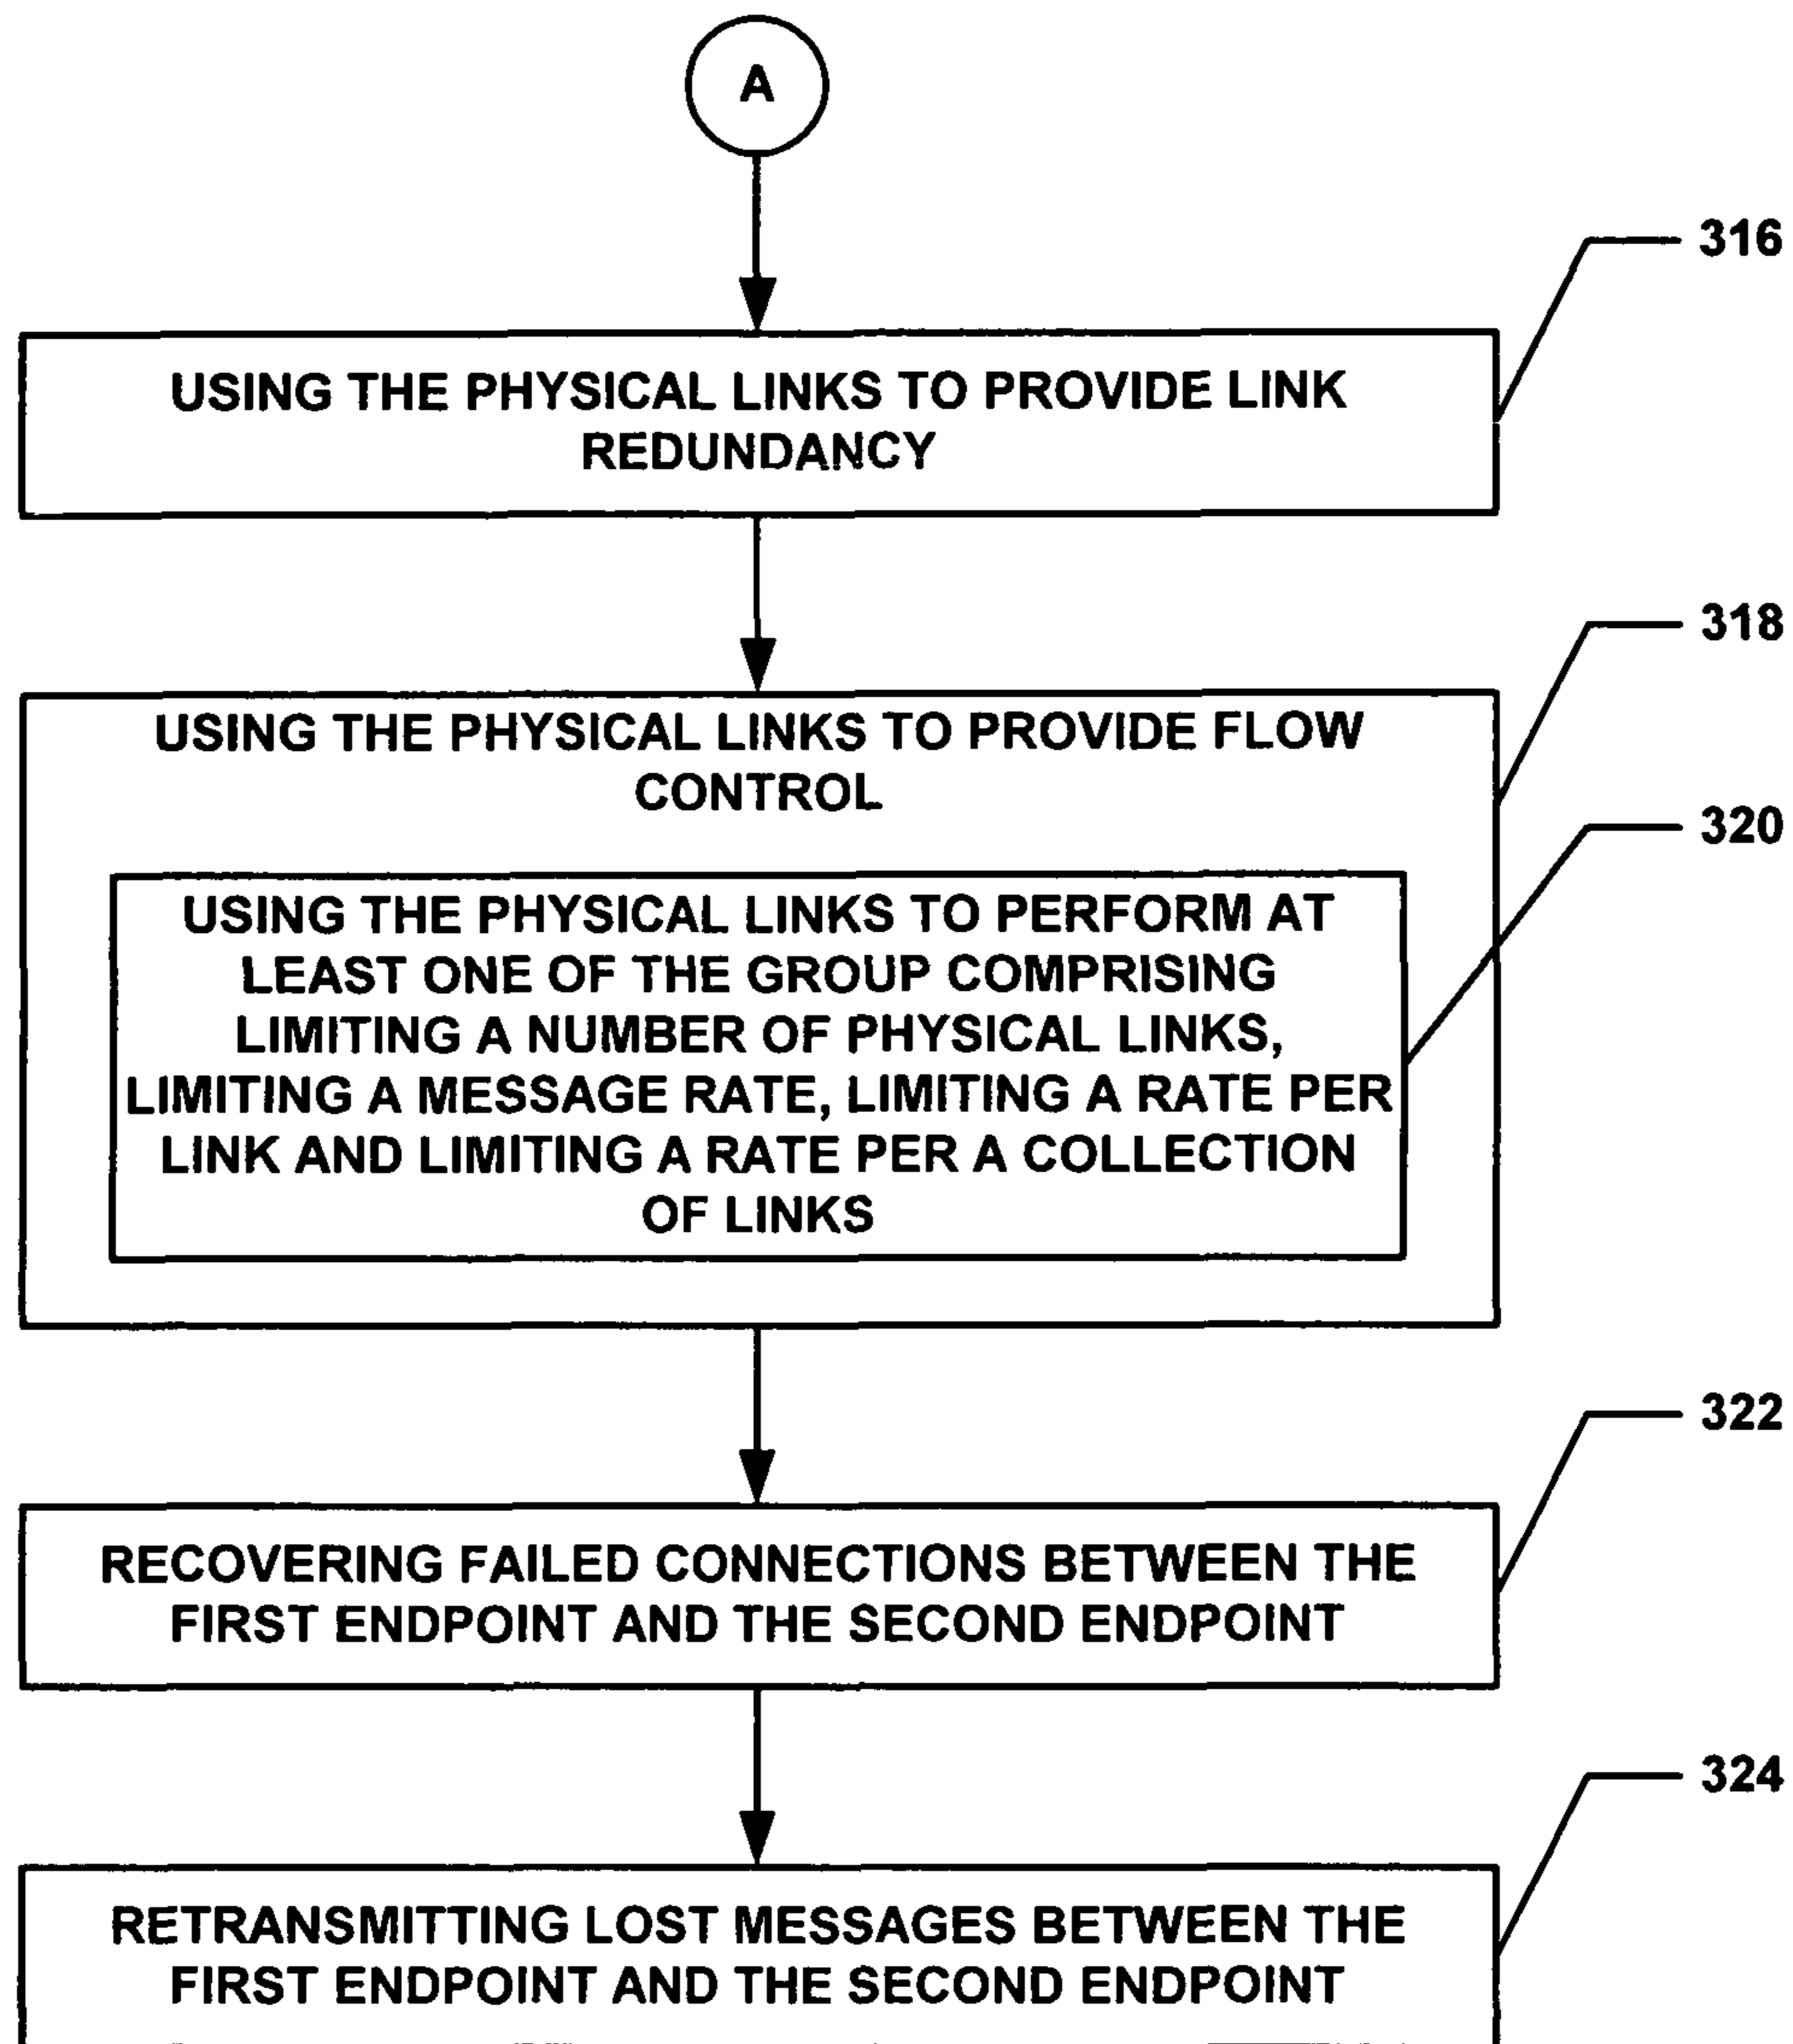 A
316
USING THE PHYSICAL LINKS TO PROVIDE LINK
REDUNDANCY
318
USING THE PHYSICAL LINKS TO PROVIDE FLOW
CONTROL
320
USING THE PHYSICAL LINKS TO PERFORM AT
LEAST ONE OF THE GROUP COMPRISING
LIMITING A NUMBER OF PHYSICAL LINKS,
LIMITING A MESSAGE RATE, LIMITING A RATE PER
LINK AND LIMITING A RATE PER A COLLECTION
OF LINKS
322
RECOVERING FAILED CONNECTIONS BETWEEN THE
FIRST ENDPOINT AND THE SECOND ENDPOINT
324
RETRANSMITTING LOST MESSAGES BETWEEN THE
FIRST ENDPOINT AND THE SECOND ENDPOINT